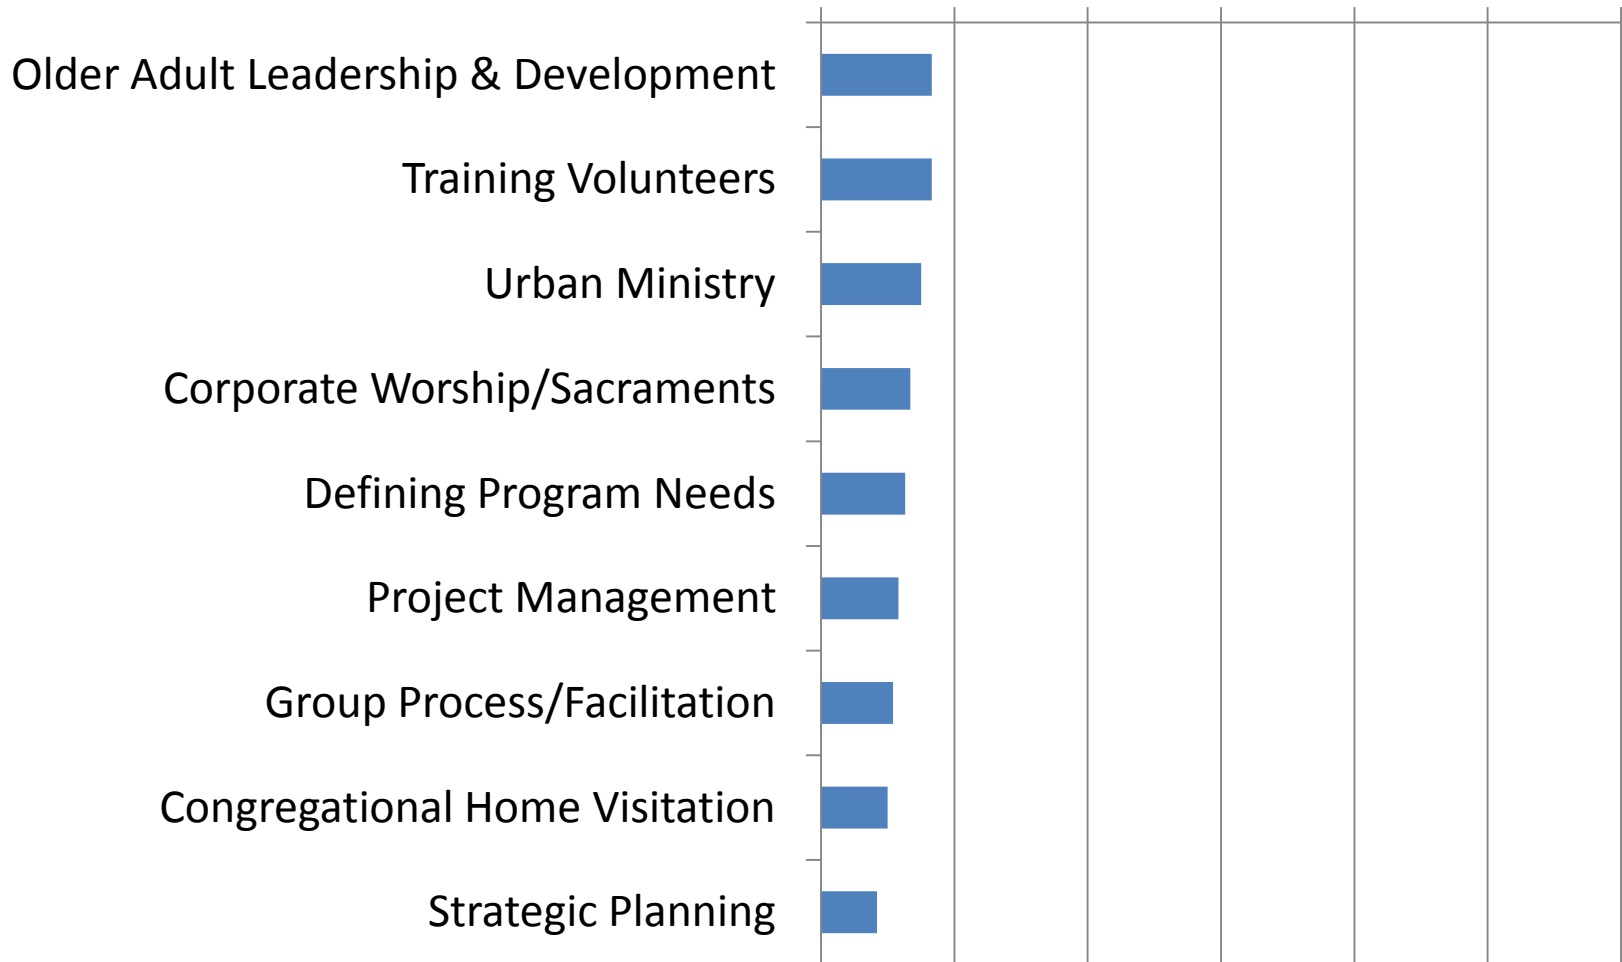 Older Adult Leadership & Development
Training Volunteers
Urban Ministry
Corporate Worship/Sacraments
Defining Program Needs
Project Management
Group Process/Facilitation
Congregational Home Visitation
Strategic Planning